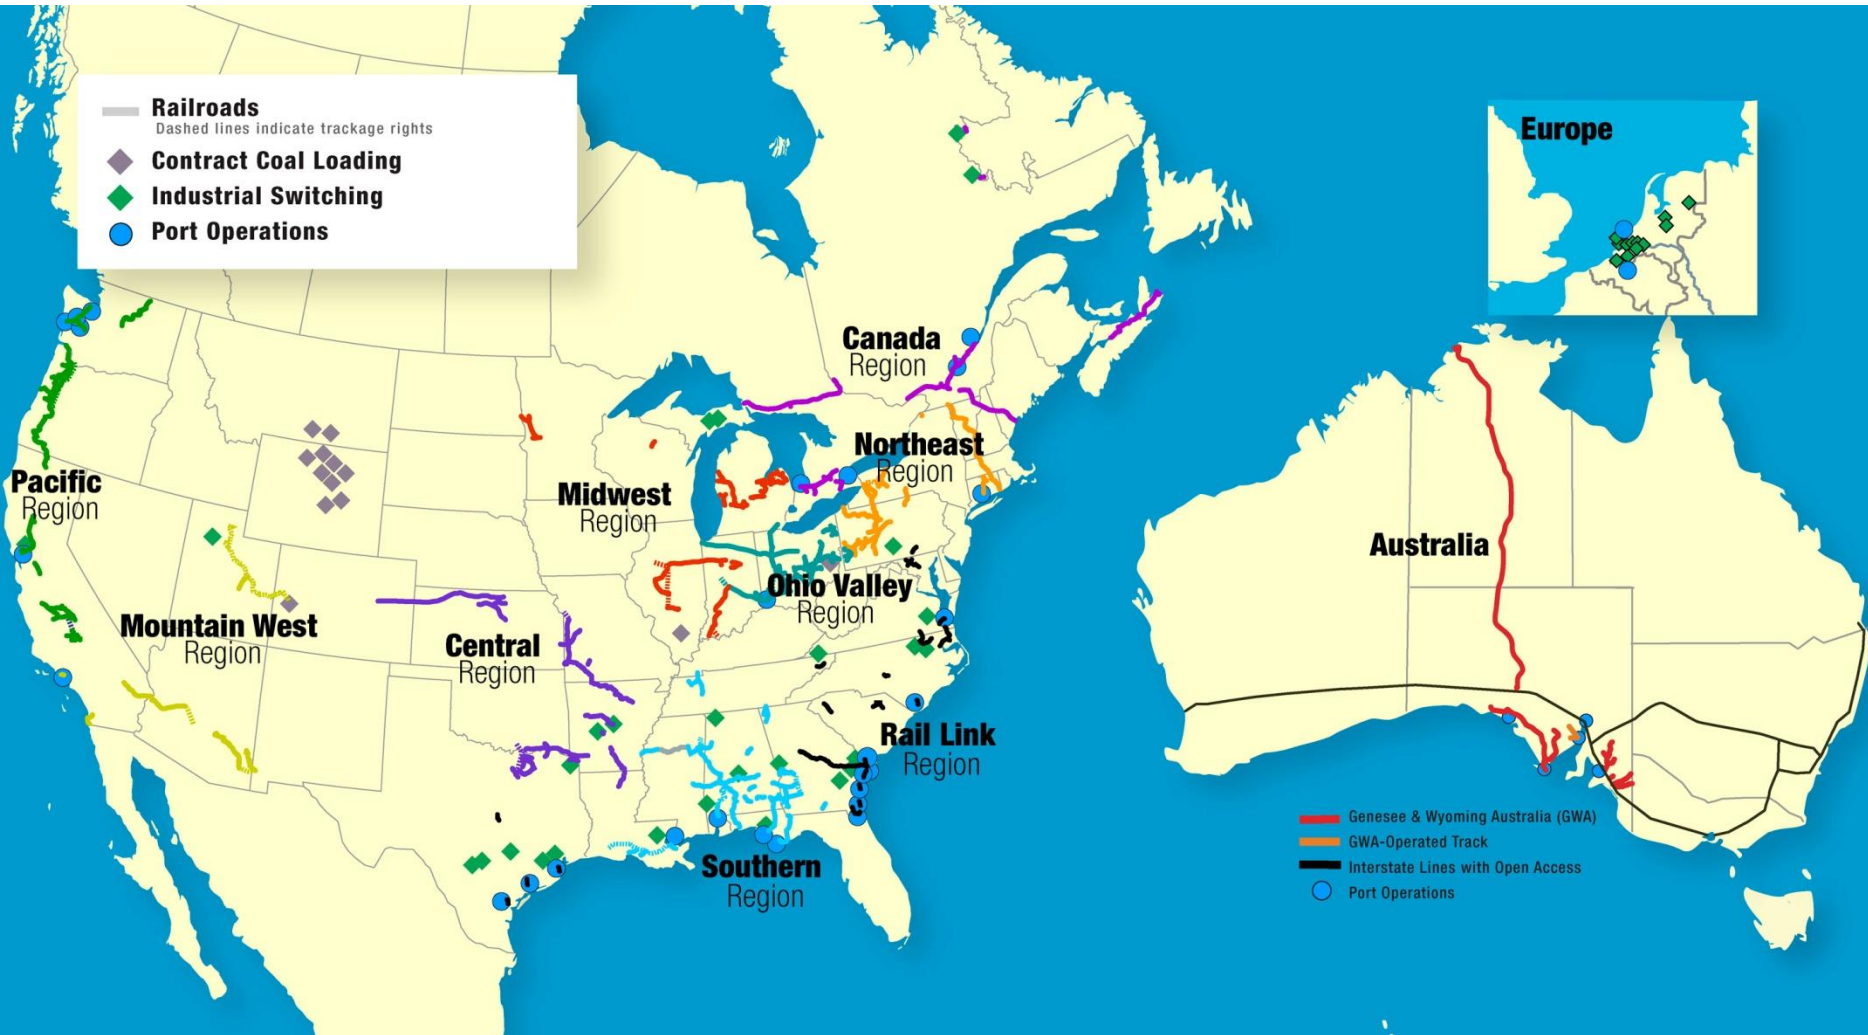 Railroads
Dashed lines indicate trackage rights
Contract Coal Loading
Industrial Switching
Port Operations
Europe
Canada
Region
Northeast
Region
Pacific
Region
Midwest
Region
Australia
Ohio Valley
Region
Mountain West
Region
Central
Region
Rail Link
Region
Southern
Region
Genesee & Wyoming Australia (GWA)
GWA-Operated Track
Interstate Lines with Open Access
Port Operations